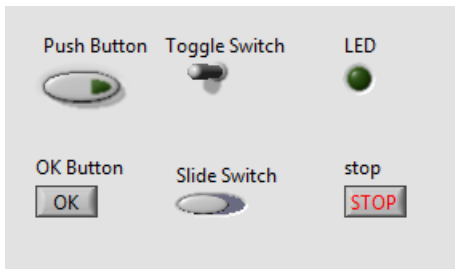 Push Button
Toggle Switch
LED
OK Button
Slide Switch
stop
OK
STOP